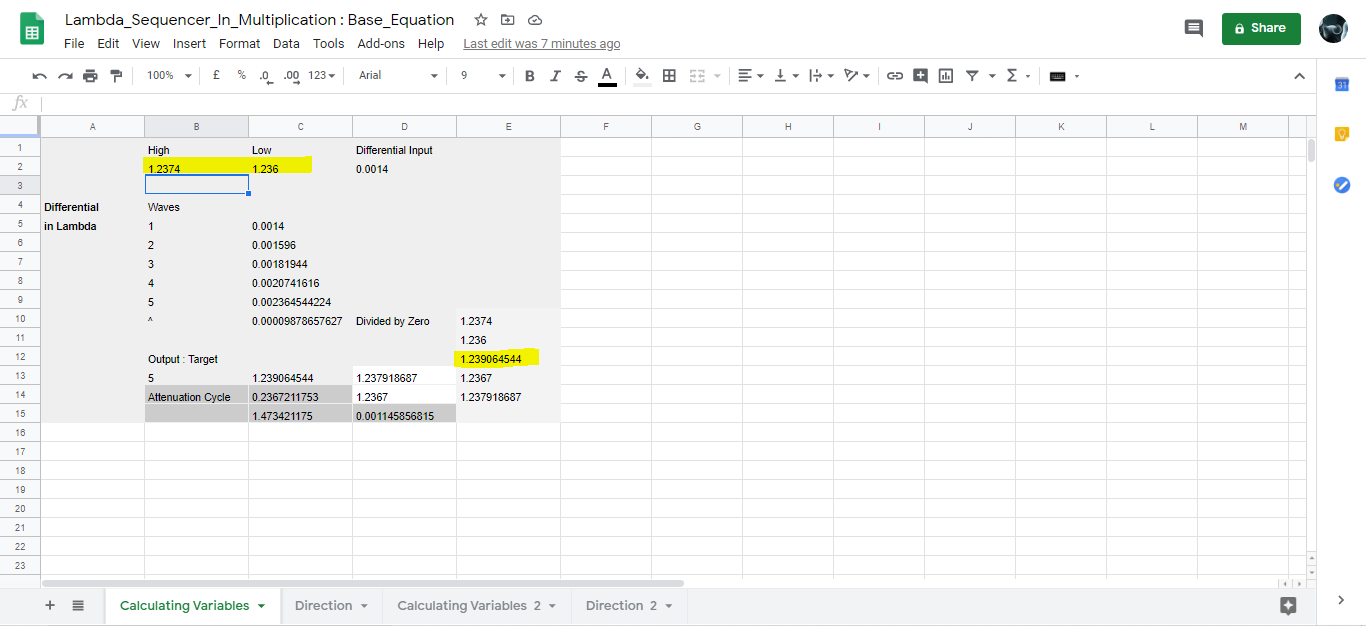 Lambda_Sequencer_In_Multiplication : Base_Equation
Share
File Edit View Insert Format Data Tools Add-ons Help Last edit was 7 minutes ago
100% £ % .0 .00 123 Arial 9 B I S A Σ
31
fx
A B C D E F G H I J K L M
1 High Low Differential Input
2 1.2374 1.236 0.0014
3
4 Differential Waves
5 in Lambda 1 0.0014
6 2 0.001596
7 3 0.00181944
8 4 0.0020741616
9 5 0.002364544224
10 ^ 0.00009878657627 Divided by Zero 1.2374
11 1.236
12 Output : Target 1.239064544
13 5 1.239064544 1.237918687 1.2367
14 Attenuation Cycle 0.2367211753 1.2367 1.237918687
15 1.473421175 0.001145856815
16
17
18
19
20
21
22
23
Calculating Variables Direction Calculating Variables 2 Direction 2